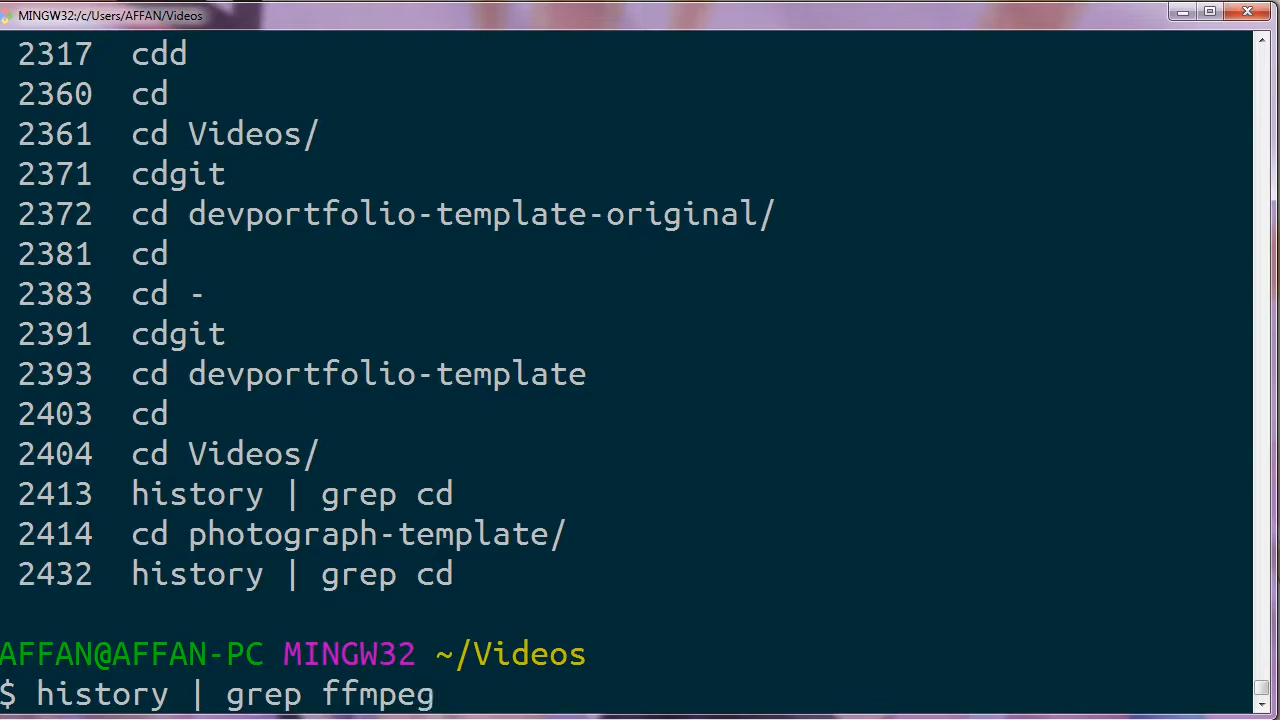 MINGW32:/c/Users/AFFAN/Videos
2317 cdd
2360 cd
2361 cd Videos/
2371 cdgit
2372 cd devportfolio-template-original/
2381 cd
2383 cd -
2391 cdgit
2393 cd devportfolio-template
2403 cd
2404 cd Videos/
2413 history | grep cd
2414 cd photograph-template/
2432 history | grep cd
AFFAN@AFFAN-PC MINGW32 ~/Videos
$ history | grep ffmpeg